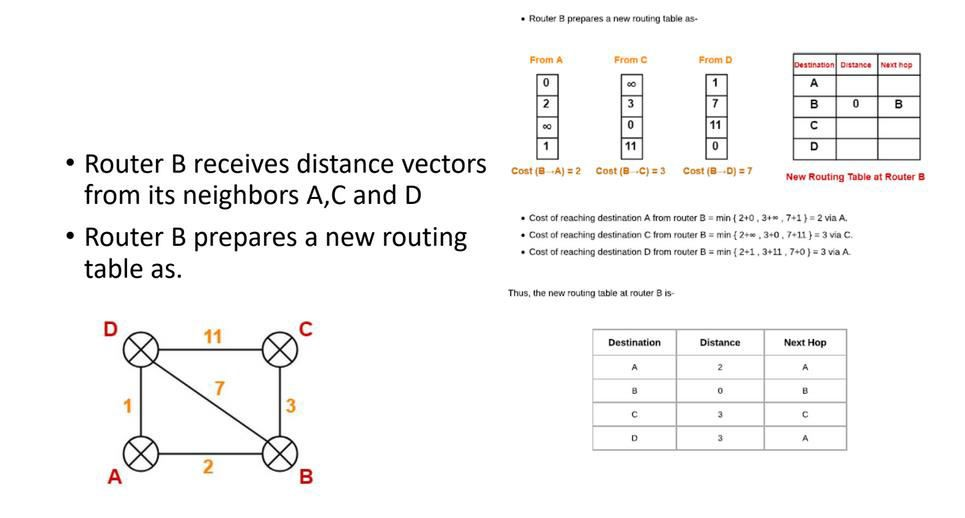 • Router B receives distance vectors
from its neighbors A,C and D
• Router B prepares a new routing
table as.
D 11 C
7
1 3
2
A B
• Router B prepares a new routing table as-
From A From C From D
0 ∞ 1
2 3 7
∞ 0 11
1 11 0
Cost (B→A) = 2 Cost (B→C) = 3 Cost (B→D) = 7
Destination Distance Next hop
A
B 0 B
C
D
New Routing Table at Router B
• Cost of reaching destination A from router B = min { 2+0 , 3+∞ , 7+1 } = 2 via A.
• Cost of reaching destination C from router B = min { 2+∞ , 3+0 , 7+11 } = 3 via C.
• Cost of reaching destination D from router B = min { 2+1 , 3+11 , 7+0 } = 3 via A.
Thus, the new routing table at router B is-
Destination Distance Next Hop
A 2 A
B 0 B
C 3 C
D 3 A